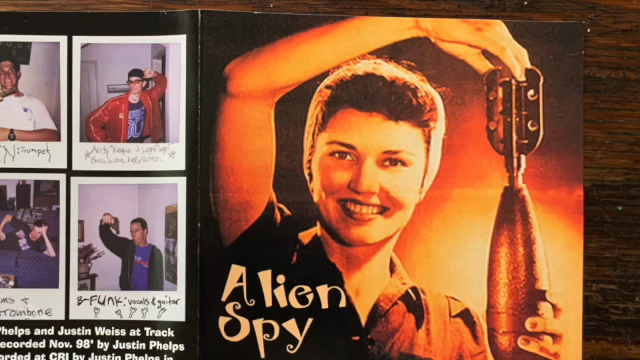 N: Trumpet
B-FUNK: vocals & guitar
ms &
trombone
Phelps and Justin Weiss at Track
ecorded Nov. 98' by Justin Phelps
orded at CRI by Justin Phelps in
Alien
Spy